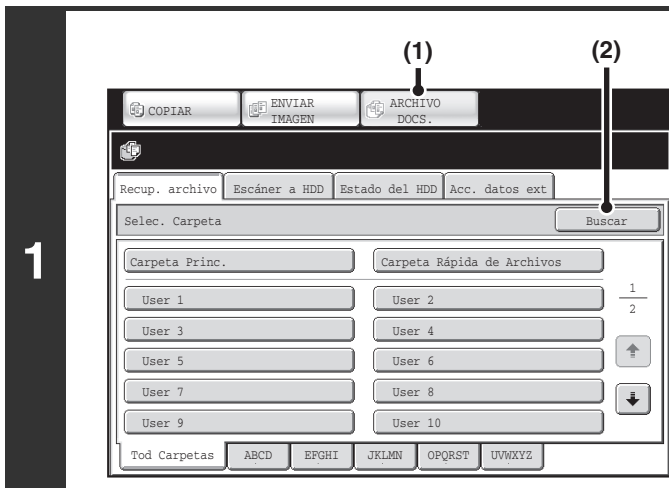 1
(1)
(2)
COPIAR
ENVIAR
IMAGEN
ARCHIVO
DOCS.
Recup. archivo
Escáner a HDD
Estado del HDD
Acc. datos ext
Selec. Carpeta
Buscar
Carpeta Princ.
Carpeta Rápida de Archivos
User 1
User 2
User 3
User 4
User 5
User 6
User 7
User 8
User 9
User 10
1
2
Tod Carpetas
ABCD
EFGHI
JKLMN
OPQRST
UVWXYZ